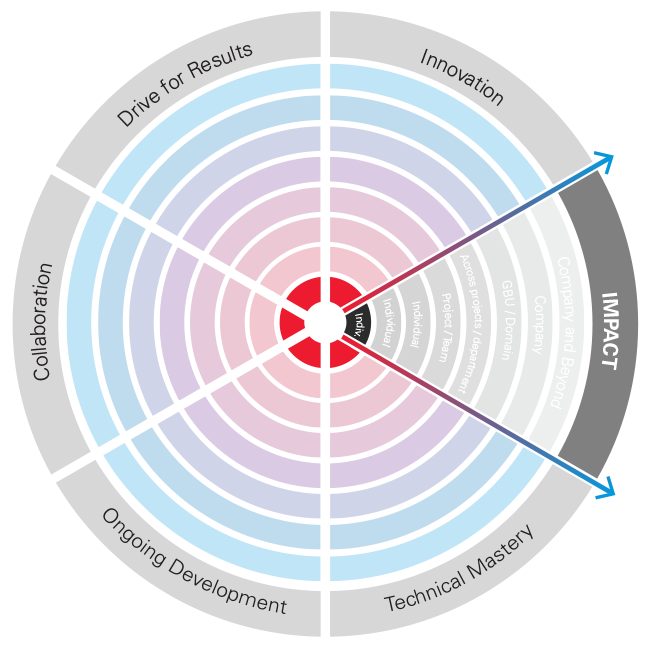 Drive for Results
Innovation
Collaboration
Indiv.
Individual
Individual
Project / Team
Across projects / department
GBU / Domain
Company
Company and Beyond
IMPACT
Ongoing Development
Technical Mastery